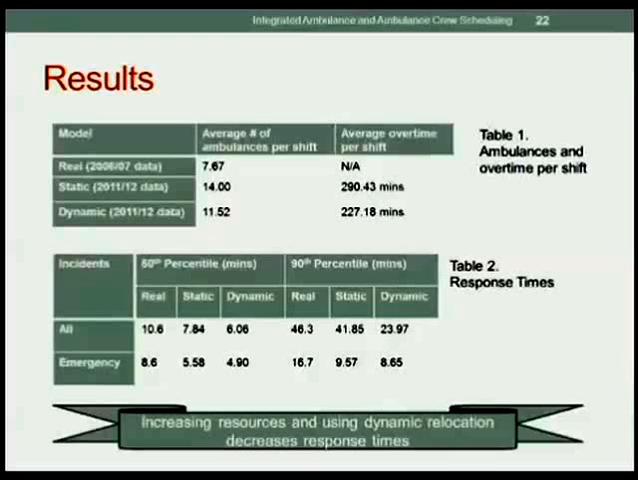 Integrated Ambulance and Ambulance Crew Scheduling 22
Results
Model Average # of ambulances per shift Average overtime per shift
Real (2006/07 data) 7.67 N/A
Static (2011/12 data) 14.00 290.43 mins
Dynamic (2011/12 data) 11.52 227.18 mins
Table 1.
Ambulances and
overtime per shift
Incidents 50th Percentile (mins) 90th Percentile (mins)
Real Static Dynamic Real Static Dynamic
All 10.6 7.84 6.06 46.3 41.85 23.97
Emergency 8.6 5.58 4.90 16.7 9.57 8.65
Table 2.
Response Times
Increasing resources and using dynamic relocation
decreases response times